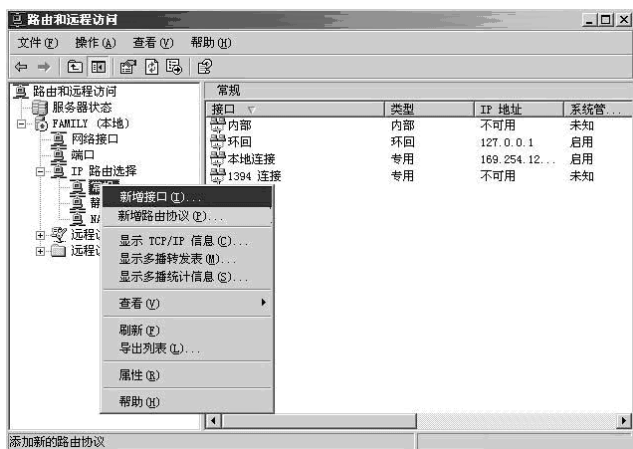 路由和远程访问
文件(F) 操作(A) 查看(V) 帮助(H)
路由和远程访问
服务器状态
FAMILY (本地)
网络接口
端口
IP 路由选择
常规
接口 类型 IP 地址 系统管...
内部 内部 不可用 未知
环回 环回 127.0.0.1 启用
本地连接 专用 169.254.12... 启用
1394 连接 专用 不可用 未知
远程
远程
新增接口(I)...
新增路由协议(P)...
显示 TCP/IP 信息(C)...
显示多播转发表(M)...
显示多播统计信息(S)...
查看(V)
刷新(F)
导出列表(L)...
属性(R)
帮助(H)
添加新的路由协议